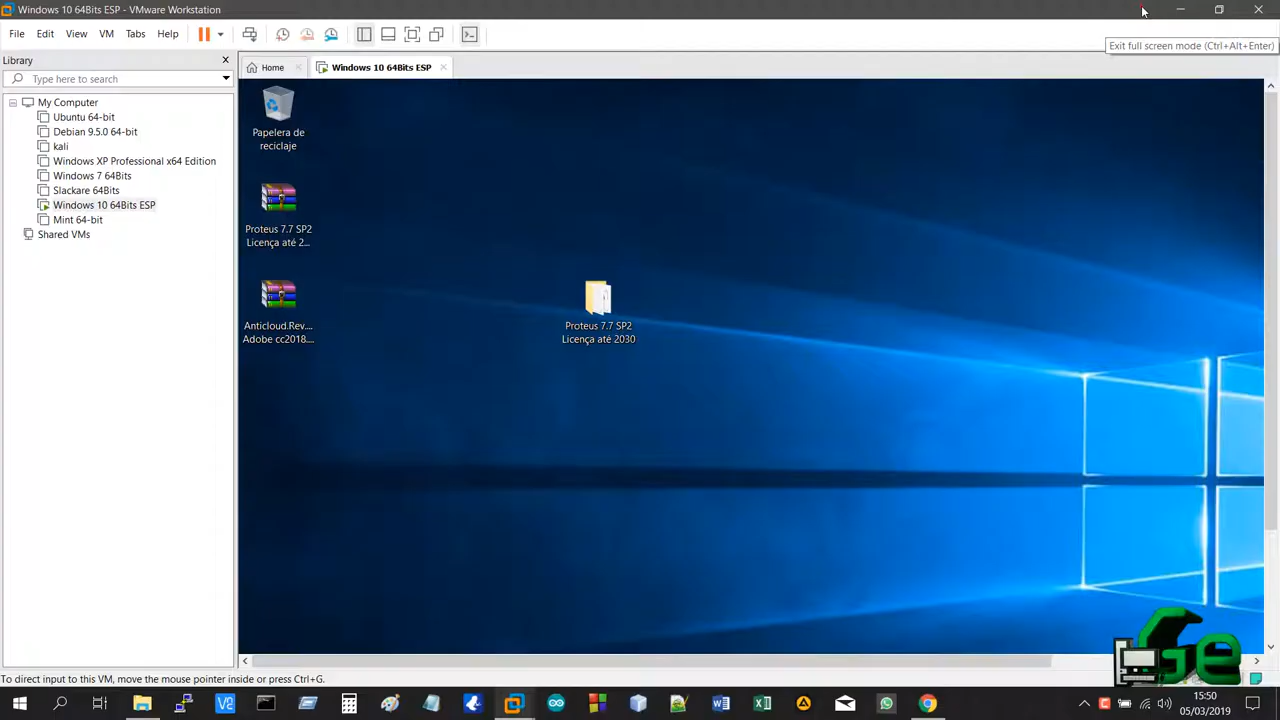 Windows 10 64Bits ESP - VMware Workstation
File Edit View VM Tabs Help
Exit full screen mode (Ctrl+Alt+Enter)
Library
Type here to search
My Computer
Ubuntu 64-bit
Debian 9.5.0 64-bit
kali
Windows XP Professional x64 Edition
Windows 7 64Bits
Slackare 64Bits
Windows 10 64Bits ESP
Mint 64-bit
Shared VMs
Home
Windows 10 64Bits ESP
Papelera de
reciclaje
Proteus 7.7 SP2
Licença até 2...
Anticloud.Rev....
Adobe cc2018....
Proteus 7.7 SP2
Licença até 2030
Ge
To direct input to this VM, move the mouse pointer inside or press Ctrl+G.
15:50
05/03/2019